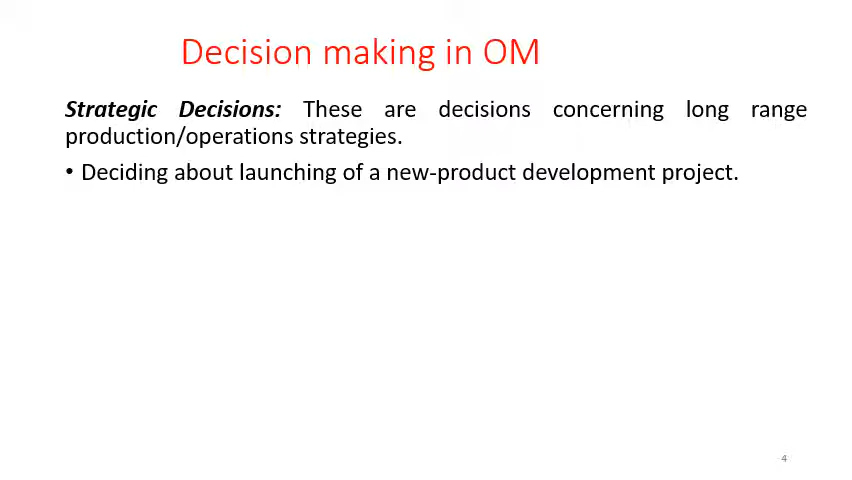 Decision making in OM
Strategic Decisions: These are decisions concerning long range
production/operations strategies.
• Deciding about launching of a new-product development project.
4